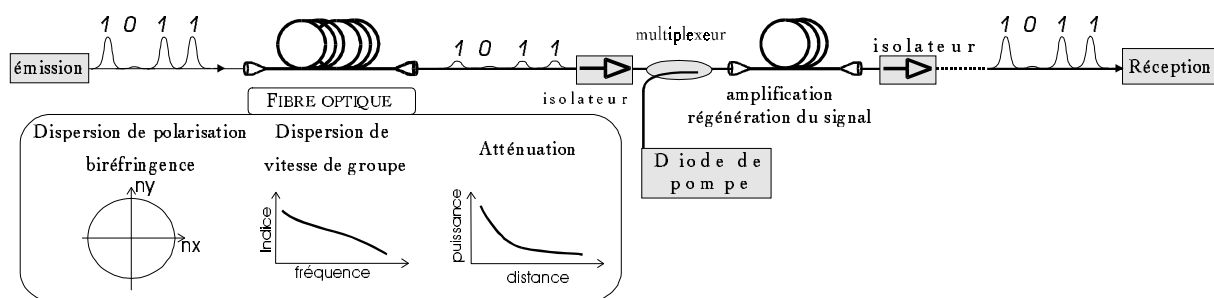 1 0 1 1
émission
FIBRE OPTIQUE
1 0 1 1
isolateur
multiplexeur
Diode de
pompe
amplification
régénération du signal
isolateur
1 0 1 1
Réception
Dispersion de polarisation
biréfringence
ny
nx
Dispersion de
vitesse de groupe
Indice
fréquence
Atténuation
puissance
distance